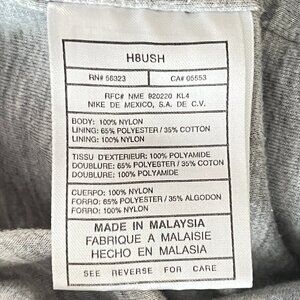 H8USH
RN# 56323 CA# 05553
RFC# NME 920220 KL4
NIKE DE MEXICO, S.A. DE C.V.
BODY: 100% NYLON
LINING: 65% POLYESTER / 35% COTTON
LINING: 100% NYLON
TISSU D'EXTERIEUR: 100% POLYAMIDE
DOUBLURE: 65% POLYESTER / 35% COTON
DOUBLURE: 100% POLYAMIDE
CUERPO: 100% NYLON
FORRO: 65% POLYESTER / 35% ALGODON
FORRO: 100% NYLON
MADE IN MALAYSIA
FABRIQUE A MALAISIE
HECHO EN MALASIA
SEE REVERSE FOR CARE